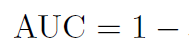 AUC = 1 −